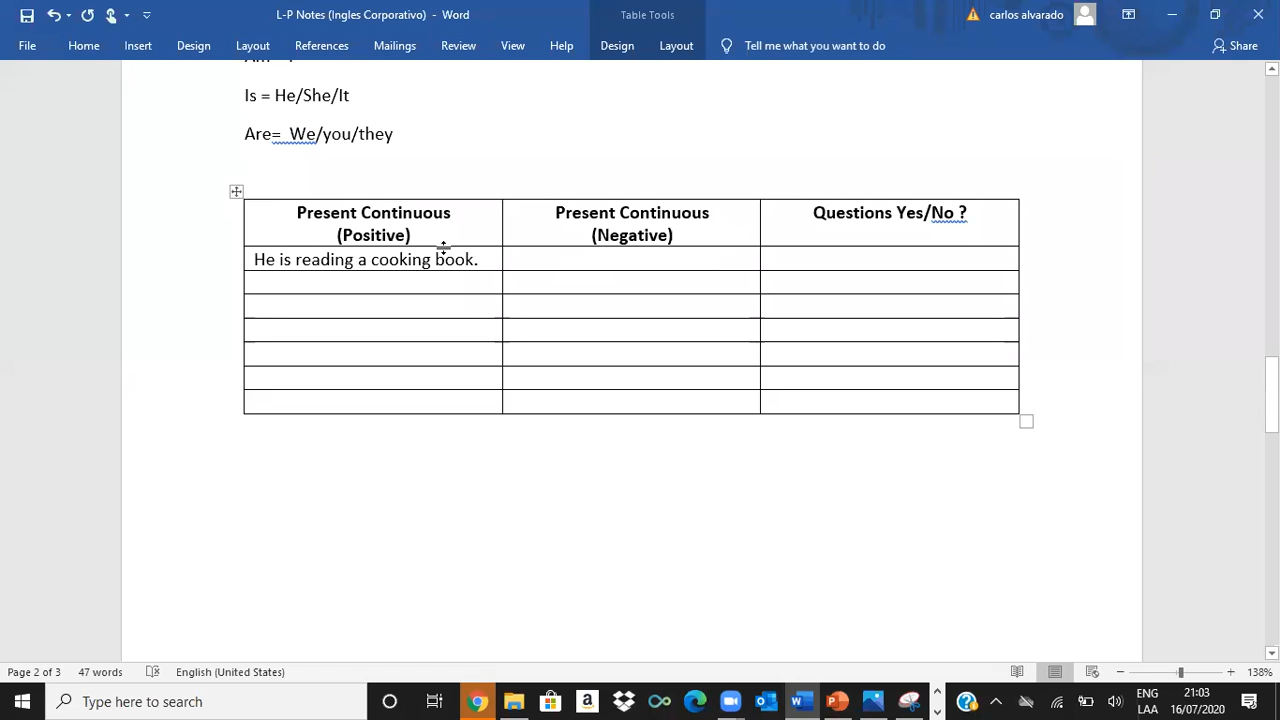 L-P Notes (Ingles Corporativo) - Word
Table Tools
carlos alvarado
File Home Insert Design Layout References Mailings Review View Help Design Layout Tell me what you want to do Share
Is = He/She/It
Are=  We/you/they
Present Continuous (Positive)
Present Continuous (Negative)
Questions Yes/No ?
He is reading a cooking book.
Page 2 of 3 47 words English (United States) 138%
Type here to search
ENG 21:03
LAA 16/07/2020